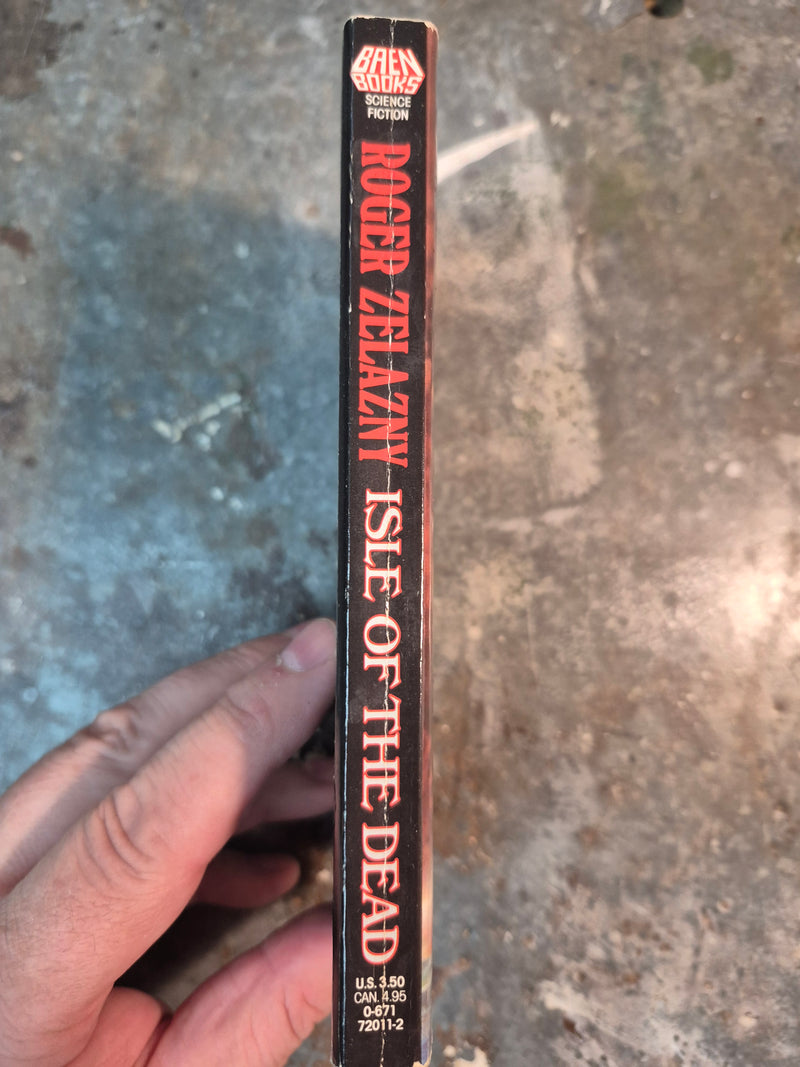 BAEN
BOOKS
SCIENCE
FICTION
ROGER ZELAZNY ISLE OF THE DEAD
U.S. 3.50
CAN. 4.95
0-671
72011-2